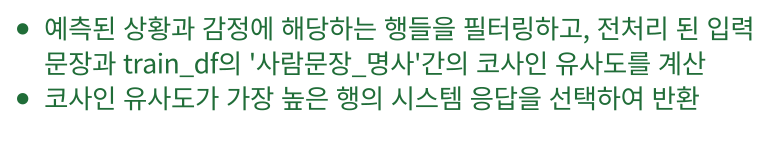 • 예측된 상황과 감정에 해당하는 행들을 필터링하고, 전처리 된 입력
문장과 train_df의 '사람문장_명사'간의 코사인 유사도를 계산
• 코사인 유사도가 가장 높은 행의 시스템 응답을 선택하여 반환